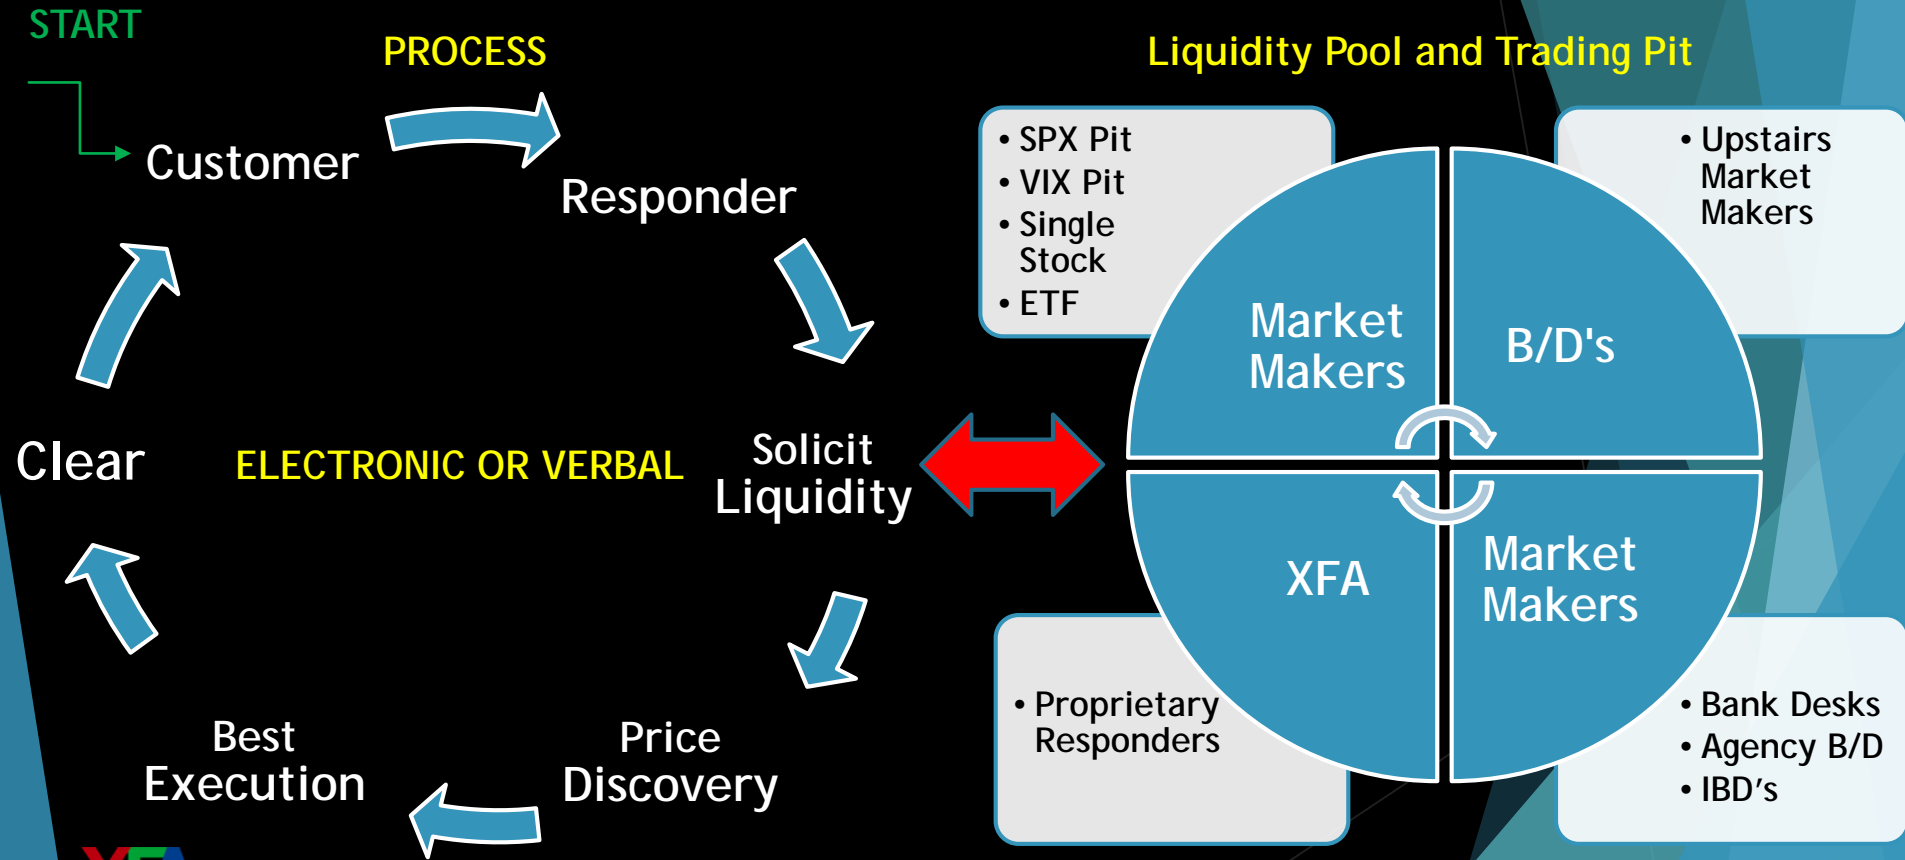 START
PROCESS
Customer
Responder
Clear
ELECTRONIC OR VERBAL
Solicit
Liquidity
Best
Execution
Price
Discovery
XFA
Liquidity Pool and Trading Pit
• SPX Pit
• VIX Pit
• Single
Stock
• ETF
Market
Makers
B/D's
• Upstairs
Market
Makers
XFA
Market
Makers
• Proprietary
Responders
• Bank Desks
• Agency B/D
• IBD's